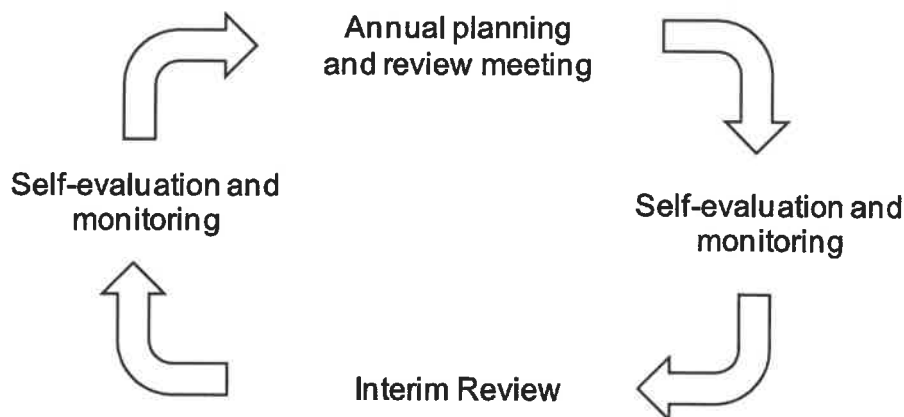 Annual planning
and review meeting
Self-evaluation and
monitoring
Self-evaluation and
monitoring
Interim Review